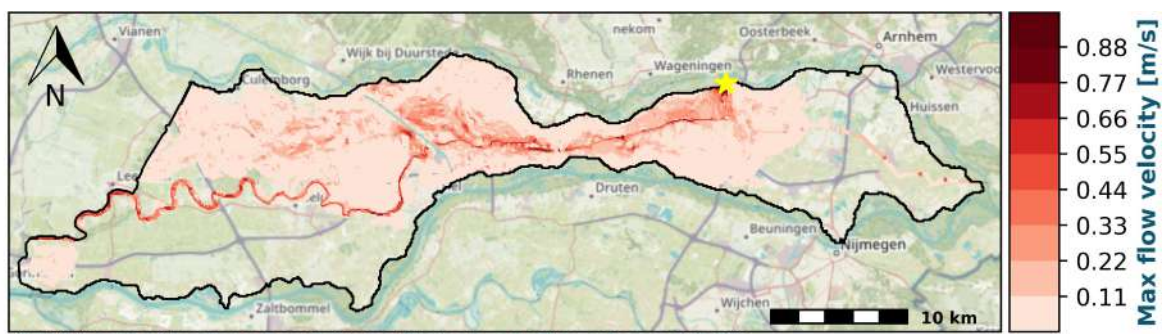 nekom
Vianen
Oosterbeek
Arnhem
Wijk bij Duurstede
Wageningen
Rhenen
Westervoo
N
Culemborg
Huissen
Lee
Druten
Beuningen
Nijmegen
Zaltbommel
Wijchen
10 km
0.88
0.77
0.66
0.55
0.44
0.33
0.22
0.11
Max flow velocity [m/s]